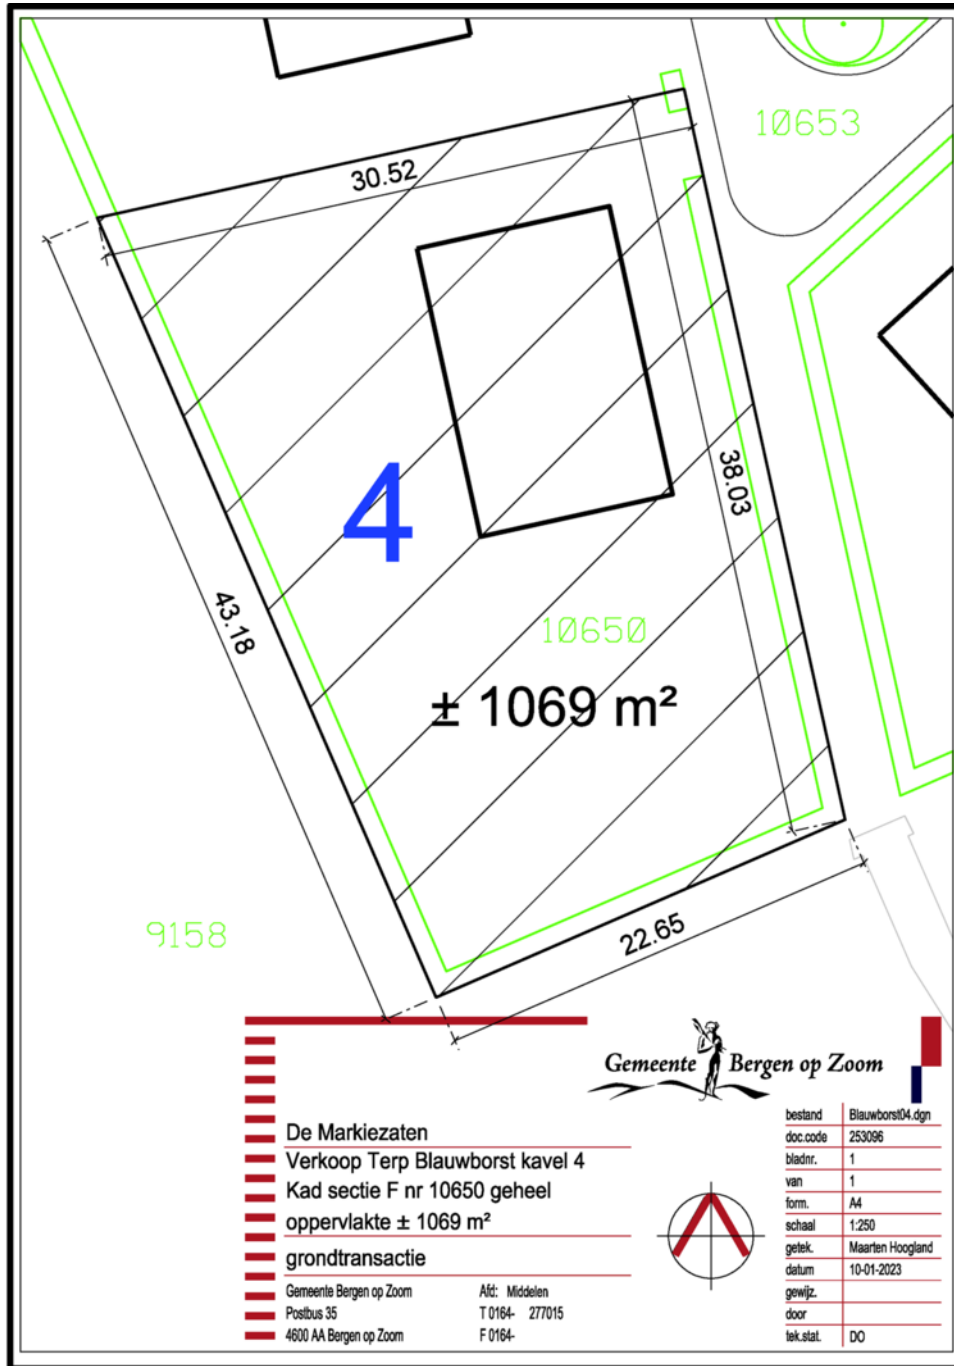 10653
30.52
38.03
4
43.18
10650
± 1069 m²
9158
22.65
Gemeente Bergen op Zoom
De Markiezaten
Verkoop Terp Blauwborst kavel 4
Kad sectie F nr 10650 geheel
oppervlakte ± 1069 m²
grondtransactie
Gemeente Bergen op Zoom Afd: Middelen
Postbus 35 T 0164- 277015
4600 AA Bergen op Zoom F 0164-
bestand Blauwborst04.dgn
doc.code 253096
bladnr. 1
van 1
form. A4
schaal 1:250
getek. Maarten Hoogland
datum 10-01-2023
gewijz.
door
tek.stat. DO